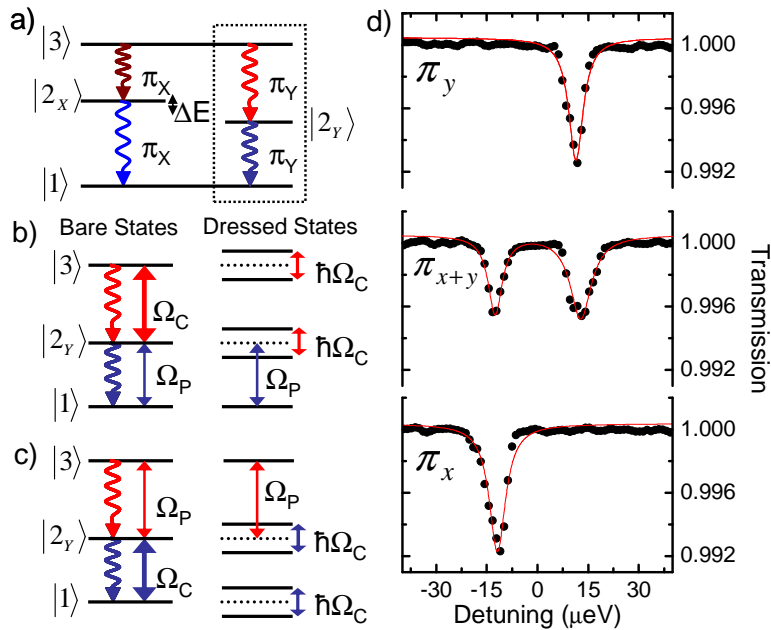 a)
|3⟩
π_X
π_Y
|2_X⟩
ΔE
|2_Y⟩
π_X
π_Y
|1⟩
Bare States Dressed States
b)
|3⟩
ħΩ_C
Ω_C
|2_Y⟩
ħΩ_C
Ω_P
Ω_P
|1⟩
c)
|3⟩
Ω_P
Ω_P
|2_Y⟩
ħΩ_C
Ω_C
|1⟩
ħΩ_C
d)
π_y
1.000
0.996
0.992
π_{x+y}
1.000
0.996
0.992
π_x
1.000
0.996
0.992
Transmission
-30 -15 0 15 30
Detuning (μeV)